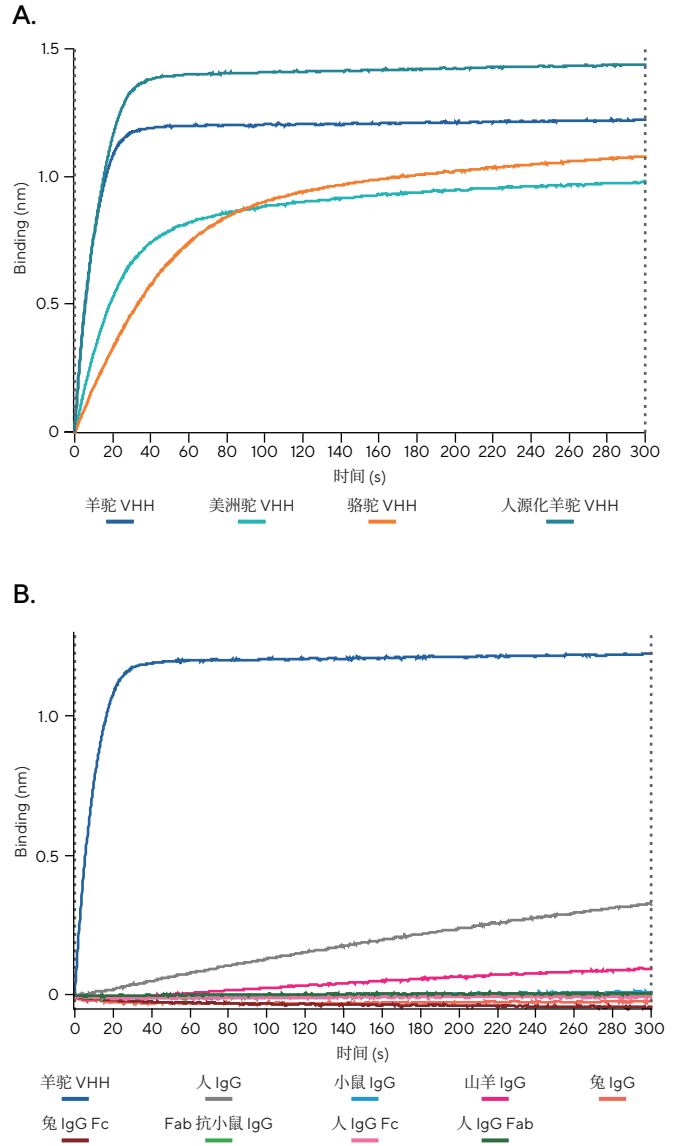 A.
1.5
1.0
0.5
0
Binding (nm)
0 20 40 60 80 100 120 140 160 180 200 220 240 260 280 300
时间 (s)
羊驼 VHH 美洲驼 VHH 骆驼 VHH 人源化羊驼 VHH
B.
1.0
0.5
0
Binding (nm)
0 20 40 60 80 100 120 140 160 180 200 220 240 260 280 300
时间 (s)
羊驼 VHH 人 IgG 小鼠 IgG 山羊 IgG 兔 IgG
兔 IgG Fc Fab 抗小鼠 IgG 人 IgG Fc 人 IgG Fab